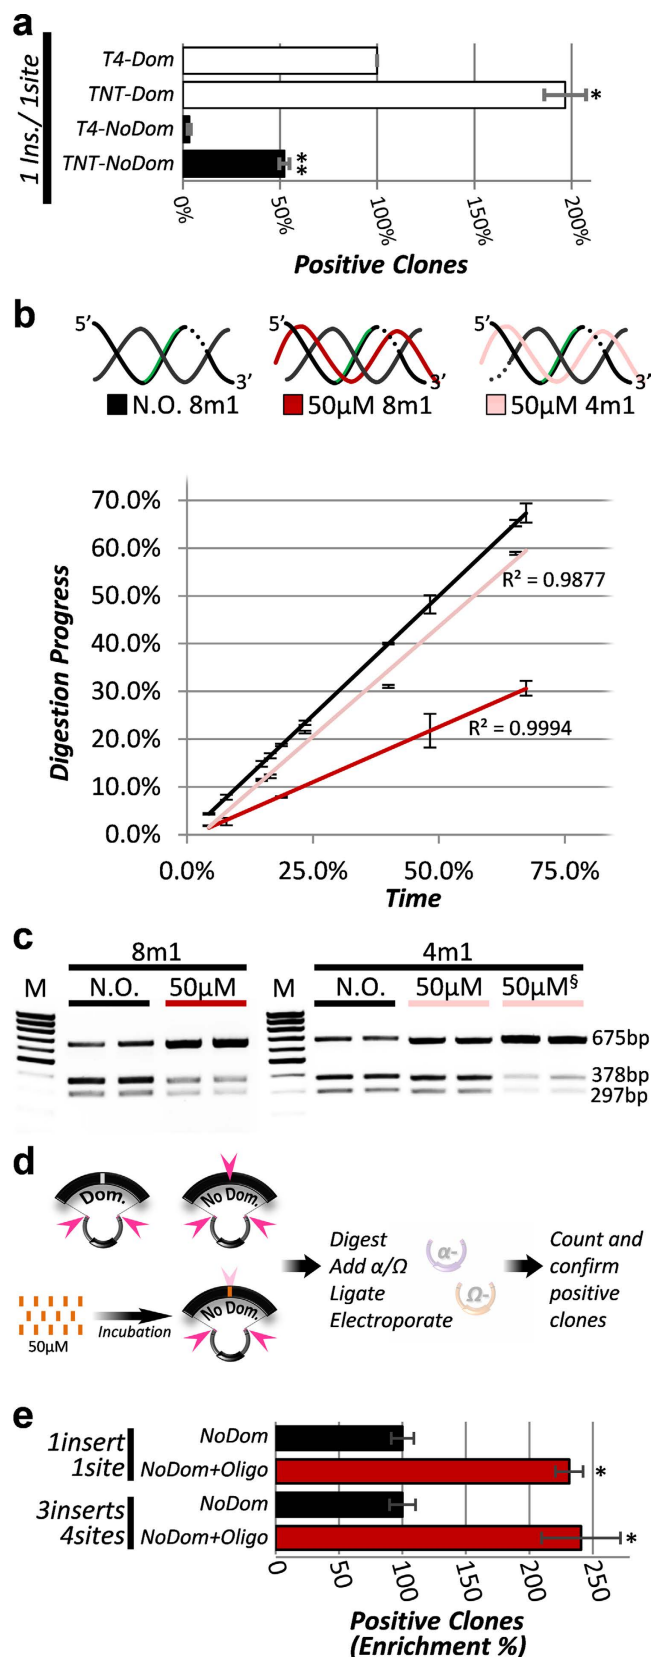 a
1 Ins./ 1site
T4-Dom
TNT-Dom
*
T4-NoDom
TNT-NoDom
* *
0% 50% 100% 150% 200%
Positive Clones
b
5’ 5’ 5’
3’ 3’ 3’
N.O. 8m1 50µM 8m1 50µM 4m1
70.0%
60.0%
50.0%
40.0%
30.0%
20.0%
10.0%
0.0%
Digestion Progress
R² = 0.9877
R² = 0.9994
0.0% 25.0% 50.0% 75.0%
Time
c
8m1 4m1
M N.O. 50µM M N.O. 50µM 50µM§
675bp
378bp
297bp
d
Dom. No Dom.
50µM
Incubation
No Dom.
Digest
Add α/Ω
Ligate
Electroporate
α-
Ω-
Count and
confirm
positive
clones
e
1insert
1site
NoDom
NoDom+Oligo
*
3inserts
4sites
NoDom
NoDom+Oligo
*
0 50 100 150 200 250
Positive Clones
(Enrichment %)